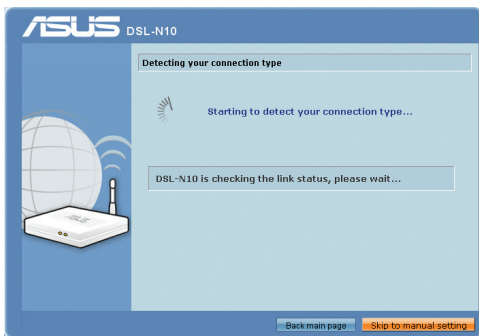 ASUS DSL-N10
Detecting your connection type
Starting to detect your connection type...
DSL-N10 is checking the link status, please wait...
ASUS
Back main page
Skip to manual setting